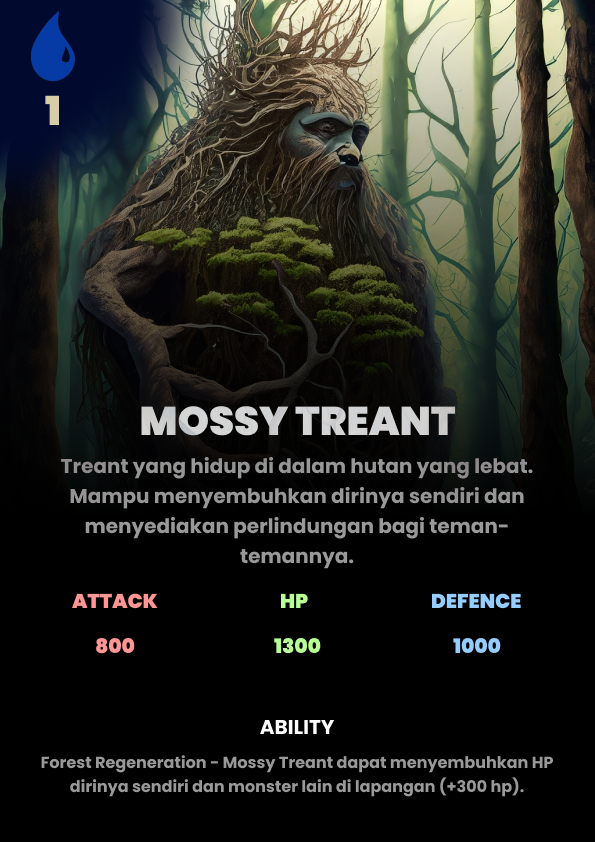 1
MOSSY TREANT
Treant yang hidup di dalam hutan yang lebat.
Mampu menyembuhkan dirinya sendiri dan
menyediakan perlindungan bagi teman-
temannya.
ATTACK HP DEFENCE
800 1300 1000
ABILITY
Forest Regeneration - Mossy Treant dapat menyembuhkan HP
dirinya sendiri dan monster lain di lapangan (+300 hp).